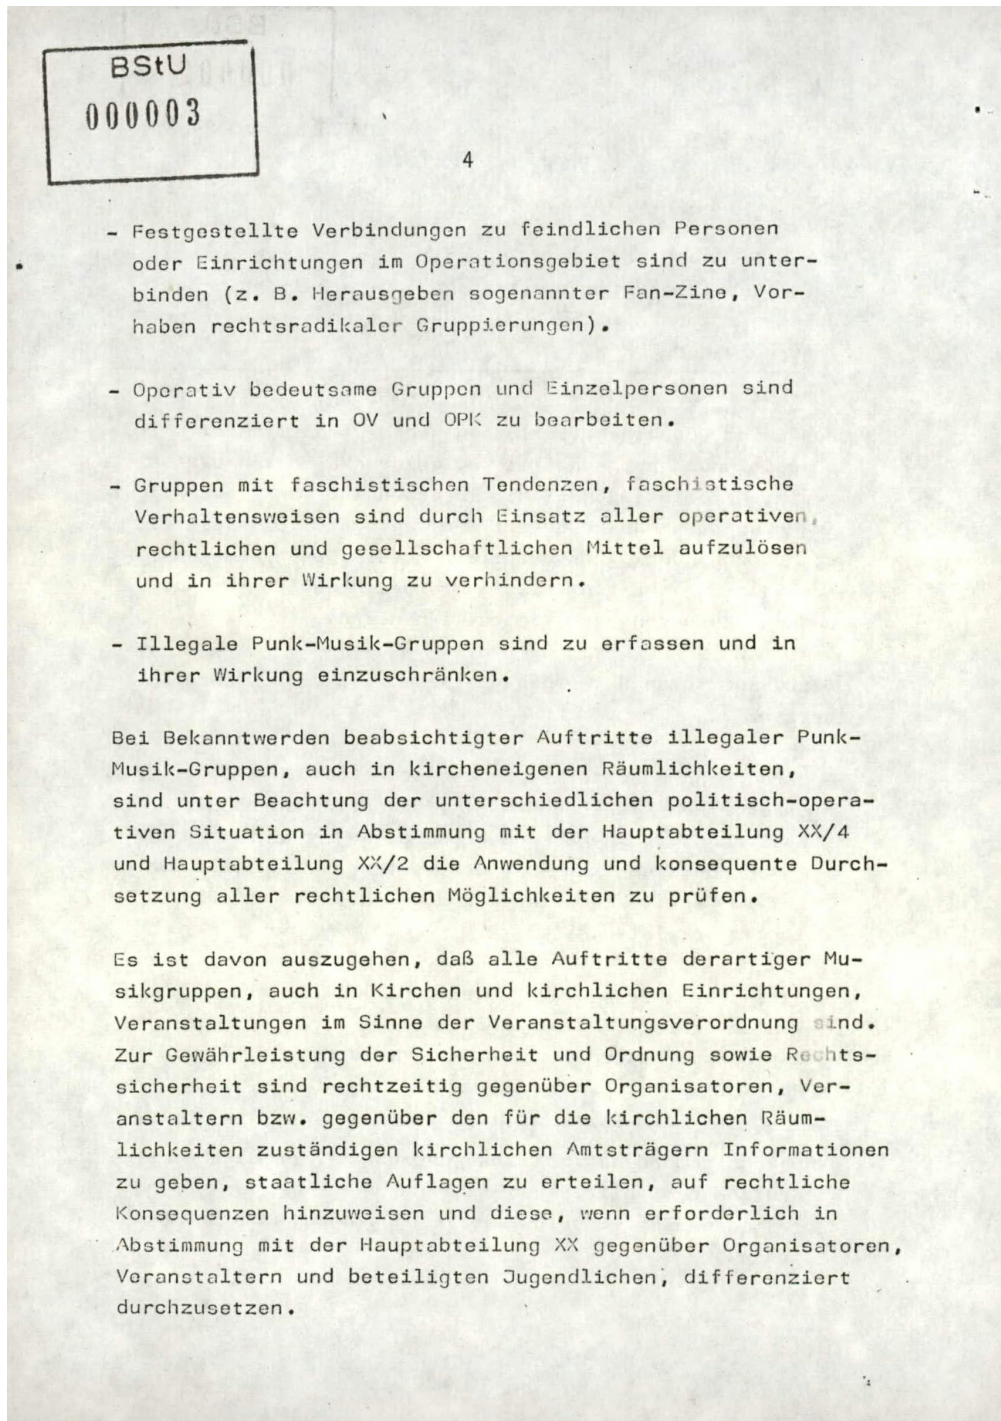 BStU
000003
4
- Festgestellte Verbindungen zu feindlichen Personen
oder Einrichtungen im Operationsgebiet sind zu unter-
binden (z. B. Herausgeben sogenannter Fan-Zine, Vor-
haben rechtsradikaler Gruppierungen).
- Operativ bedeutsame Gruppen und Einzelpersonen sind
differenziert in OV und OPK zu bearbeiten.
- Gruppen mit faschistischen Tendenzen, faschistische
Verhaltensweisen sind durch Einsatz aller operativen,
rechtlichen und gesellschaftlichen Mittel aufzulösen
und in ihrer Wirkung zu verhindern.
- Illegale Punk-Musik-Gruppen sind zu erfassen und in
ihrer Wirkung einzuschränken.
Bei Bekanntwerden beabsichtigter Auftritte illegaler Punk-
Musik-Gruppen, auch in kircheneigenen Räumlichkeiten,
sind unter Beachtung der unterschiedlichen politisch-opera-
tiven Situation in Abstimmung mit der Hauptabteilung XX/4
und Hauptabteilung XX/2 die Anwendung und konsequente Durch-
setzung aller rechtlichen Möglichkeiten zu prüfen.
Es ist davon auszugehen, daß alle Auftritte derartiger Mu-
sikgruppen, auch in Kirchen und kirchlichen Einrichtungen,
Veranstaltungen im Sinne der Veranstaltungsverordnung sind.
Zur Gewährleistung der Sicherheit und Ordnung sowie Rechts-
sicherheit sind rechtzeitig gegenüber Organisatoren, Ver-
anstaltern bzw. gegenüber den für die kirchlichen Räum-
lichkeiten zuständigen kirchlichen Amtsträgern Informationen
zu geben, staatliche Auflagen zu erteilen, auf rechtliche
Konsequenzen hinzuweisen und diese, wenn erforderlich in
Abstimmung mit der Hauptabteilung XX gegenüber Organisatoren,
Veranstaltern und beteiligten Jugendlichen, differenziert
durchzusetzen.